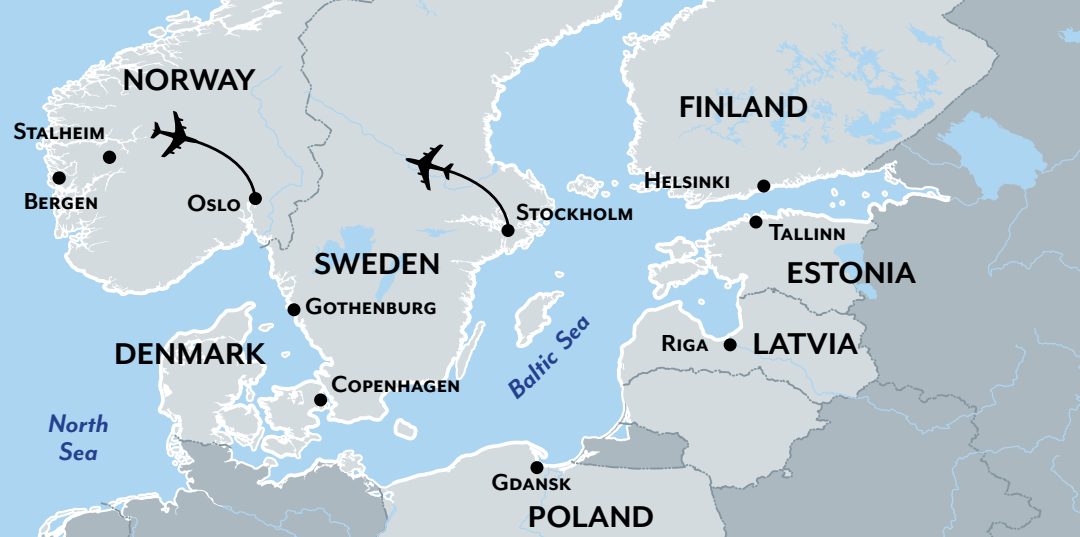 NORWAY
FINLAND
STALHEIM
HELSINKI
BERGEN
OSLO
STOCKHOLM
TALLINN
SWEDEN
ESTONIA
GOTHENBURG
RIGA
LATVIA
DENMARK
Baltic Sea
COPENHAGEN
North
Sea
GDANSK
POLAND